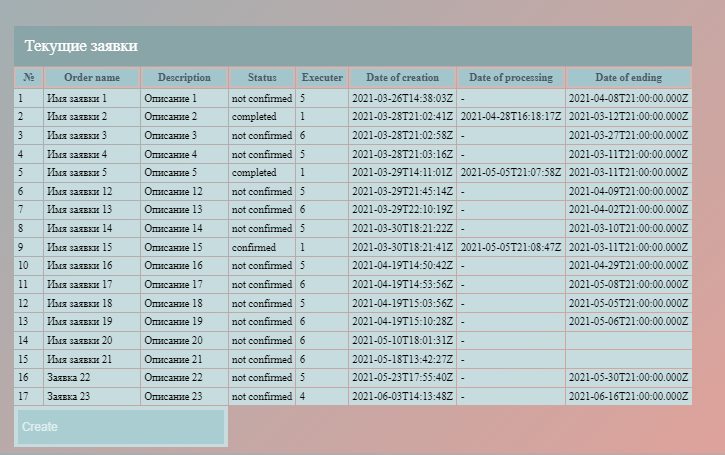 Текущие заявки
№ Order name Description Status Executer Date of creation Date of processing Date of ending
1 Имя заявки 1 Описание 1 not confirmed 5 2021-03-26T14:38:03Z - 2021-04-08T21:00:00.000Z
2 Имя заявки 2 Описание 2 completed 1 2021-03-28T21:02:41Z 2021-04-28T16:18:17Z 2021-03-12T21:00:00.000Z
3 Имя заявки 3 Описание 3 not confirmed 6 2021-03-28T21:02:58Z - 2021-03-27T21:00:00.000Z
4 Имя заявки 4 Описание 4 not confirmed 5 2021-03-28T21:03:16Z - 2021-03-11T21:00:00.000Z
5 Имя заявки 5 Описание 5 completed 1 2021-03-29T14:11:01Z 2021-05-05T21:07:58Z 2021-03-11T21:00:00.000Z
6 Имя заявки 12 Описание 12 not confirmed 5 2021-03-29T21:45:14Z - 2021-04-09T21:00:00.000Z
7 Имя заявки 13 Описание 13 not confirmed 6 2021-03-29T22:10:19Z - 2021-04-02T21:00:00.000Z
8 Имя заявки 14 Описание 14 not confirmed 5 2021-03-30T18:21:22Z - 2021-03-10T21:00:00.000Z
9 Имя заявки 15 Описание 15 confirmed 1 2021-03-30T18:21:41Z 2021-05-05T21:08:47Z 2021-03-11T21:00:00.000Z
10 Имя заявки 16 Описание 16 not confirmed 5 2021-04-19T14:50:42Z - 2021-04-29T21:00:00.000Z
11 Имя заявки 17 Описание 17 not confirmed 6 2021-04-19T14:53:56Z - 2021-05-08T21:00:00.000Z
12 Имя заявки 18 Описание 18 not confirmed 5 2021-04-19T15:03:56Z - 2021-05-05T21:00:00.000Z
13 Имя заявки 19 Описание 19 not confirmed 6 2021-04-19T15:10:28Z - 2021-05-06T21:00:00.000Z
14 Имя заявки 20 Описание 20 not confirmed 6 2021-05-10T18:01:31Z -
15 Имя заявки 21 Описание 21 not confirmed 6 2021-05-18T13:42:27Z -
16 Заявка 22 Описание 22 not confirmed 5 2021-05-23T17:55:40Z - 2021-05-30T21:00:00.000Z
17 Заявка 23 Описание 23 not confirmed 4 2021-06-03T14:13:48Z - 2021-06-16T21:00:00.000Z
Create